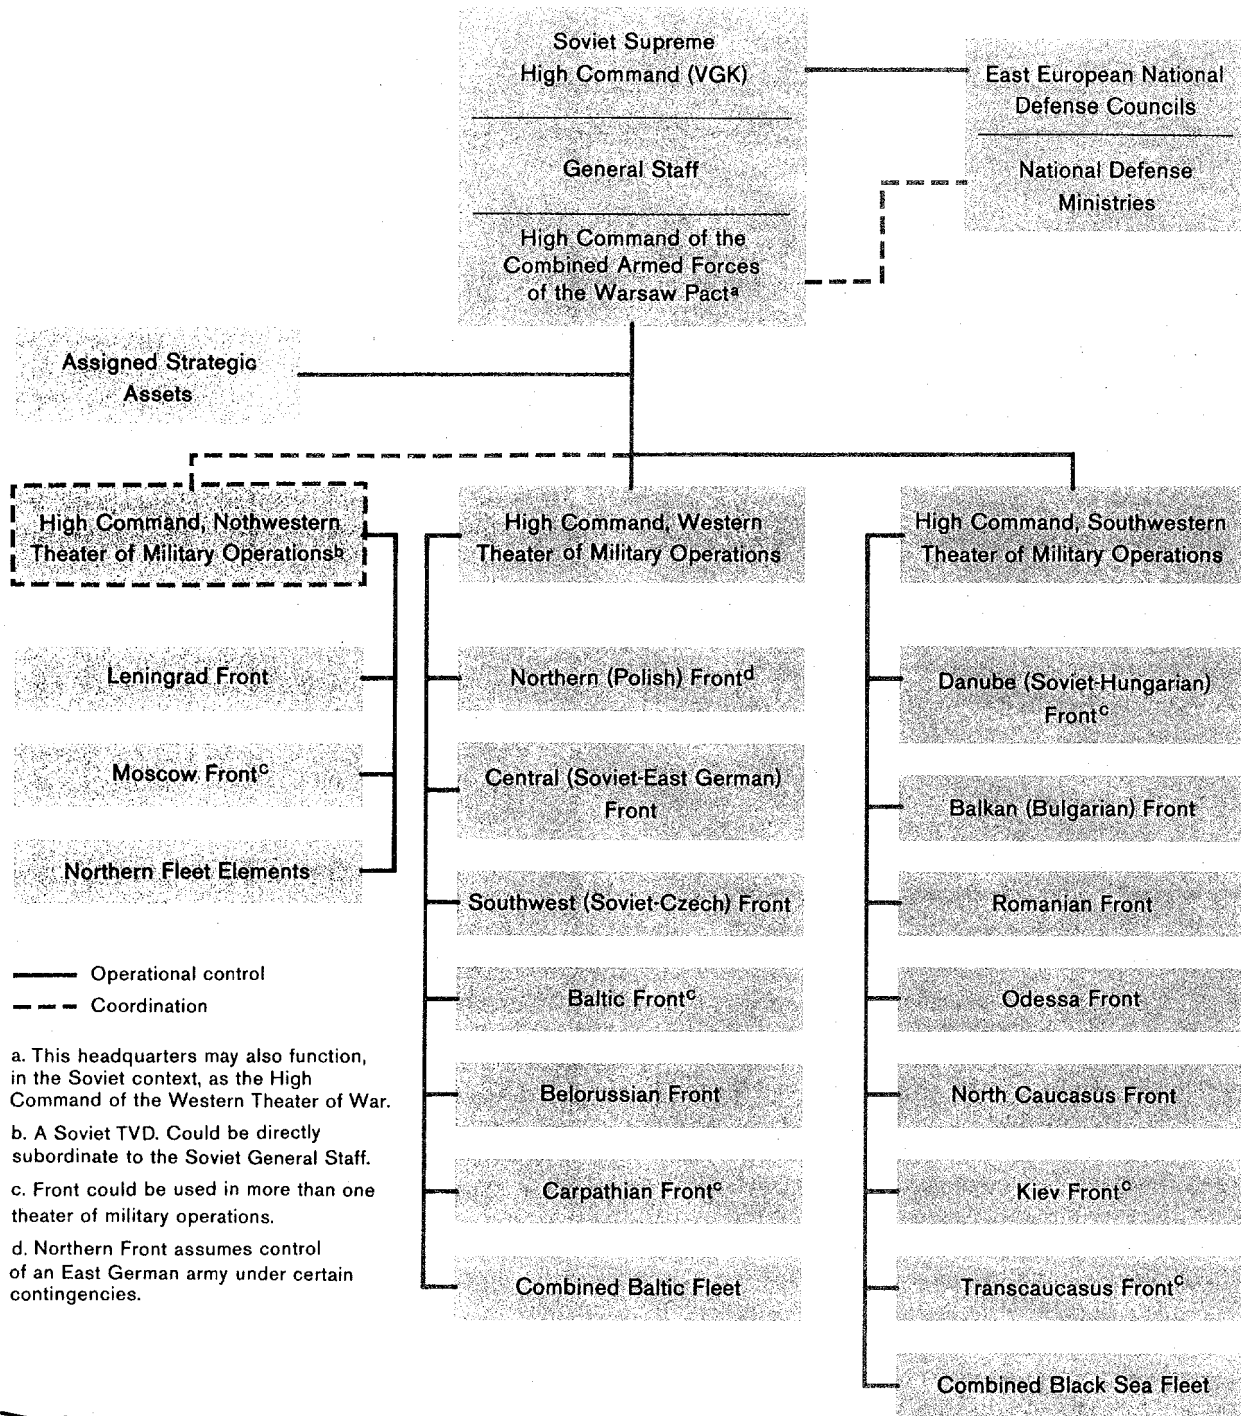 Soviet Supreme
High Command (VGK)
General Staff
High Command of the
Combined Armed Forces
of the Warsaw Pactᵃ
East European National
Defense Councils
National Defense
Ministries
Assigned Strategic
Assets
High Command, Nothwestern
Theater of Military Operationsᵇ
Leningrad Front
Moscow Frontᶜ
Northern Fleet Elements
High Command, Western
Theater of Military Operations
Northern (Polish) Frontᵈ
Central (Soviet-East German)
Front
Southwest (Soviet-Czech) Front
Baltic Frontᶜ
Belorussian Front
Carpathian Frontᶜ
Combined Baltic Fleet
High Command, Southwestern
Theater of Military Operations
Danube (Soviet-Hungarian)
Frontᶜ
Balkan (Bulgarian) Front
Romanian Front
Odessa Front
North Caucasus Front
Kiev Frontᶜ
Transcaucasus Frontᶜ
Combined Black Sea Fleet
Operational control
Coordination
a. This headquarters may also function,
in the Soviet context, as the High
Command of the Western Theater of War.
b. A Soviet TVD. Could be directly
subordinate to the Soviet General Staff.
c. Front could be used in more than one
theater of military operations.
d. Northern Front assumes control
of an East German army under certain
contingencies.